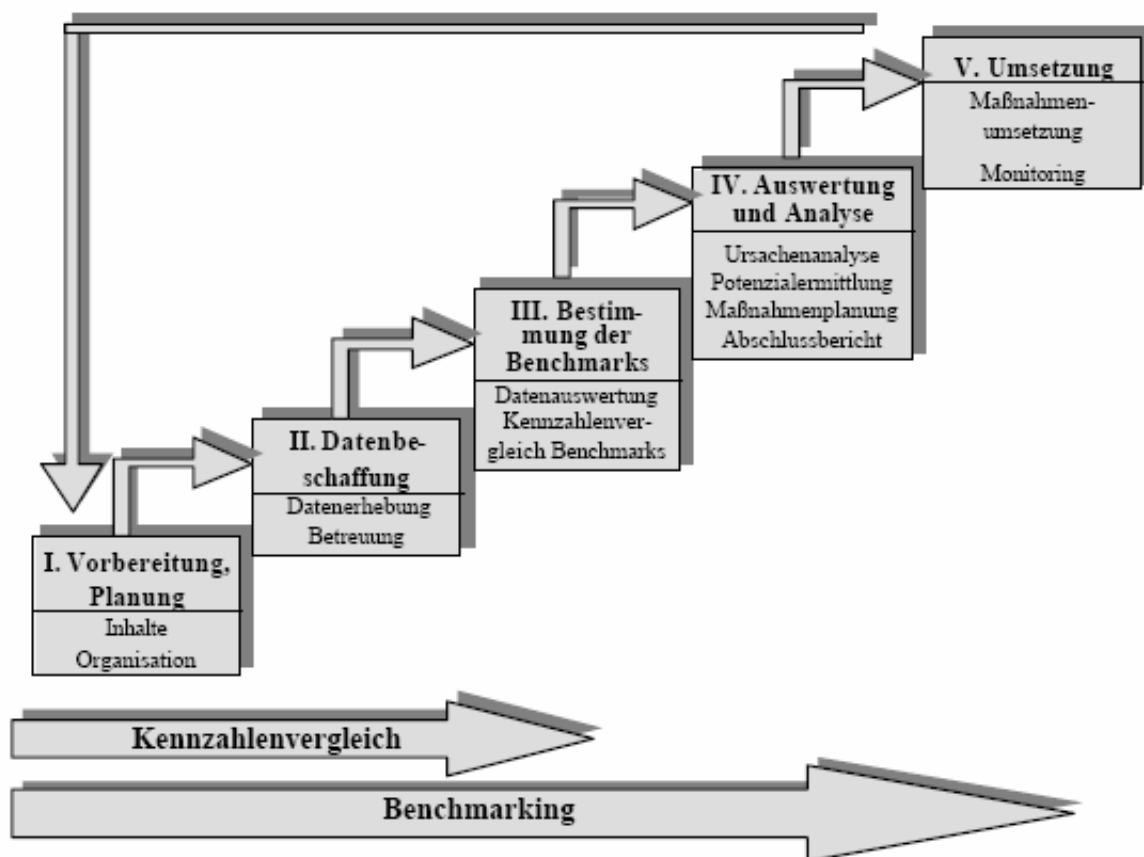 I. Vorbereitung,
Planung
Inhalte
Organisation
II. Datenbe-
schaffung
Datenerhebung
Betreuung
III. Bestim-
mung der
Benchmarks
Datenauswertung
Kennzahlenver-
gleich Benchmarks
IV. Auswertung
und Analyse
Ursachenanalyse
Potenzialermittlung
Maßnahmenplanung
Abschlussbericht
V. Umsetzung
Maßnahmen-
umsetzung
Monitoring
Kennzahlenvergleich
Benchmarking